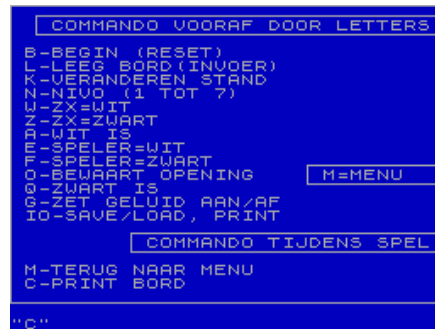 COMMANDO VOORAF DOOR LETTERS
B-BEGIN (RESET)
L-LEEG BORD(INVOER)
K-VERANDEREN STAND
N-NIVO (1 TOT 7)
W-ZX=WIT
Z-ZX=ZWART
A-WIT IS
E-SPELER=WIT
F-SPELER=ZWART
O-BEWAART OPENING
M=MENU
Q-ZWART IS
G-ZET GELUID AAN/AF
IO-SAVE/LOAD, PRINT
COMMANDO TIJDENS SPEL
M-TERUG NAAR MENU
C-PRINT BORD
"C"